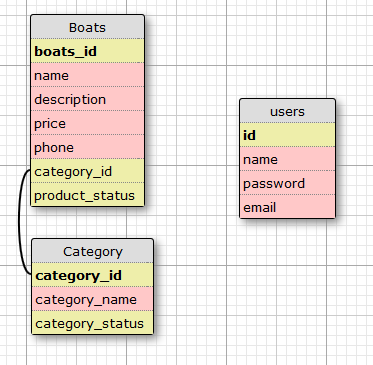 Boats
boats_id
name
description
price
phone
category_id
product_status
Category
category_id
category_name
category_status
users
id
name
password
email